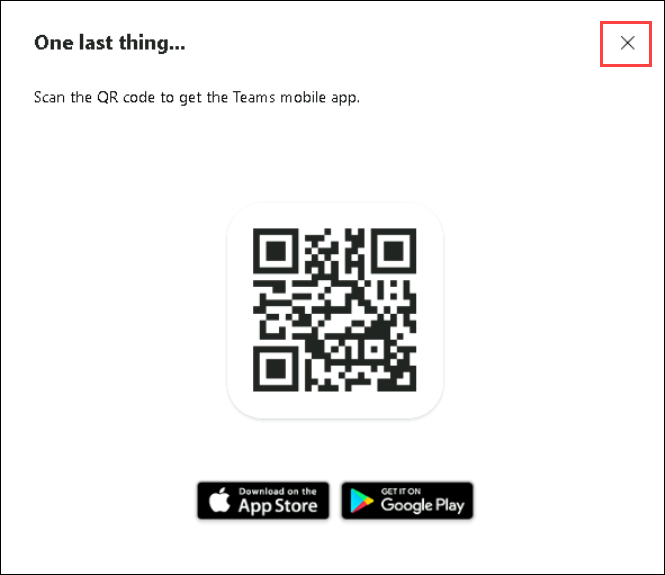 One last thing...
Scan the QR code to get the Teams mobile app.
Download on the
App Store
GET IT ON
Google Play